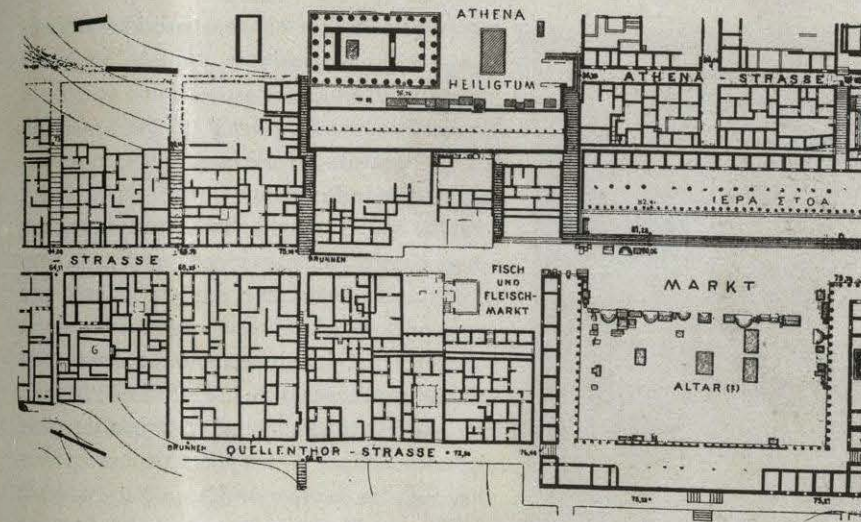 ATHENA
HEILIGTUM
ATHENA - STRASSE
ΙΕΡΑ ΣΤΟΑ
STRASSE
BRUNNEN
FISCH
UND
FLEISCH-
MARKT
MARKT
G
ALTAR (?)
BRUNNEN
QUELLENTHOR - STRASSE